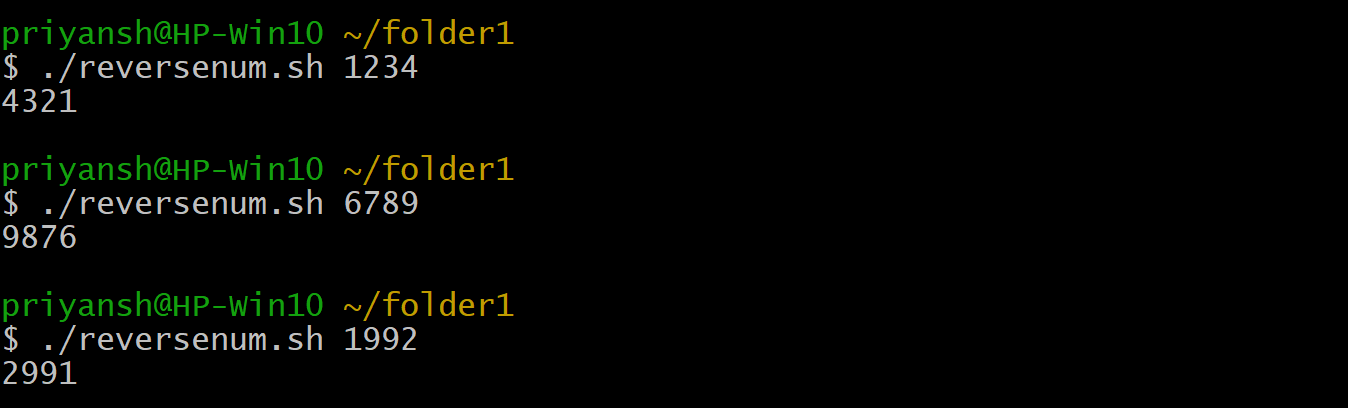 priyansh@HP-Win10 ~/folder1
$ ./reversenum.sh 1234
4321
priyansh@HP-Win10 ~/folder1
$ ./reversenum.sh 6789
9876
priyansh@HP-Win10 ~/folder1
$ ./reversenum.sh 1992
2991